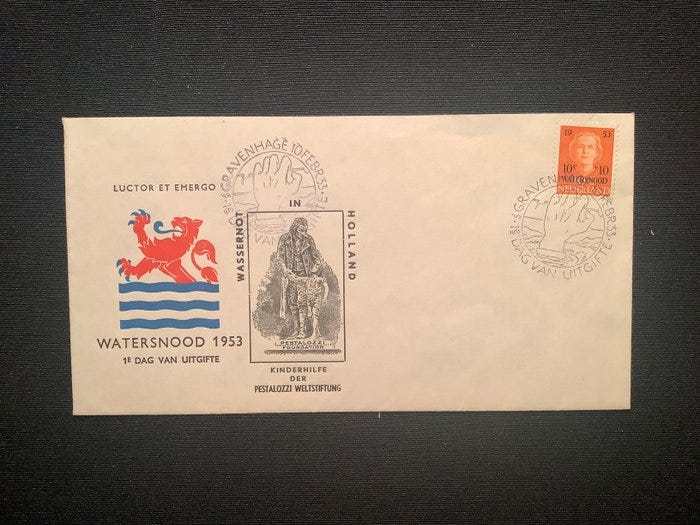 LUCTOR ET EMERGO
WATERSNOOD 1953
1E DAG VAN UITGIFTE
'S GRAVENHAGE 10 FEBR 53
WASSERNOT
IN
HOLLAND
PESTALOZZI
FOUNDATION
KINDERHILFE
DER
PESTALOZZI WELTSTIFTUNG
19 53
10c +10
WATERSNOOD
NEDERLAND
DAG VAN UITGIFTE